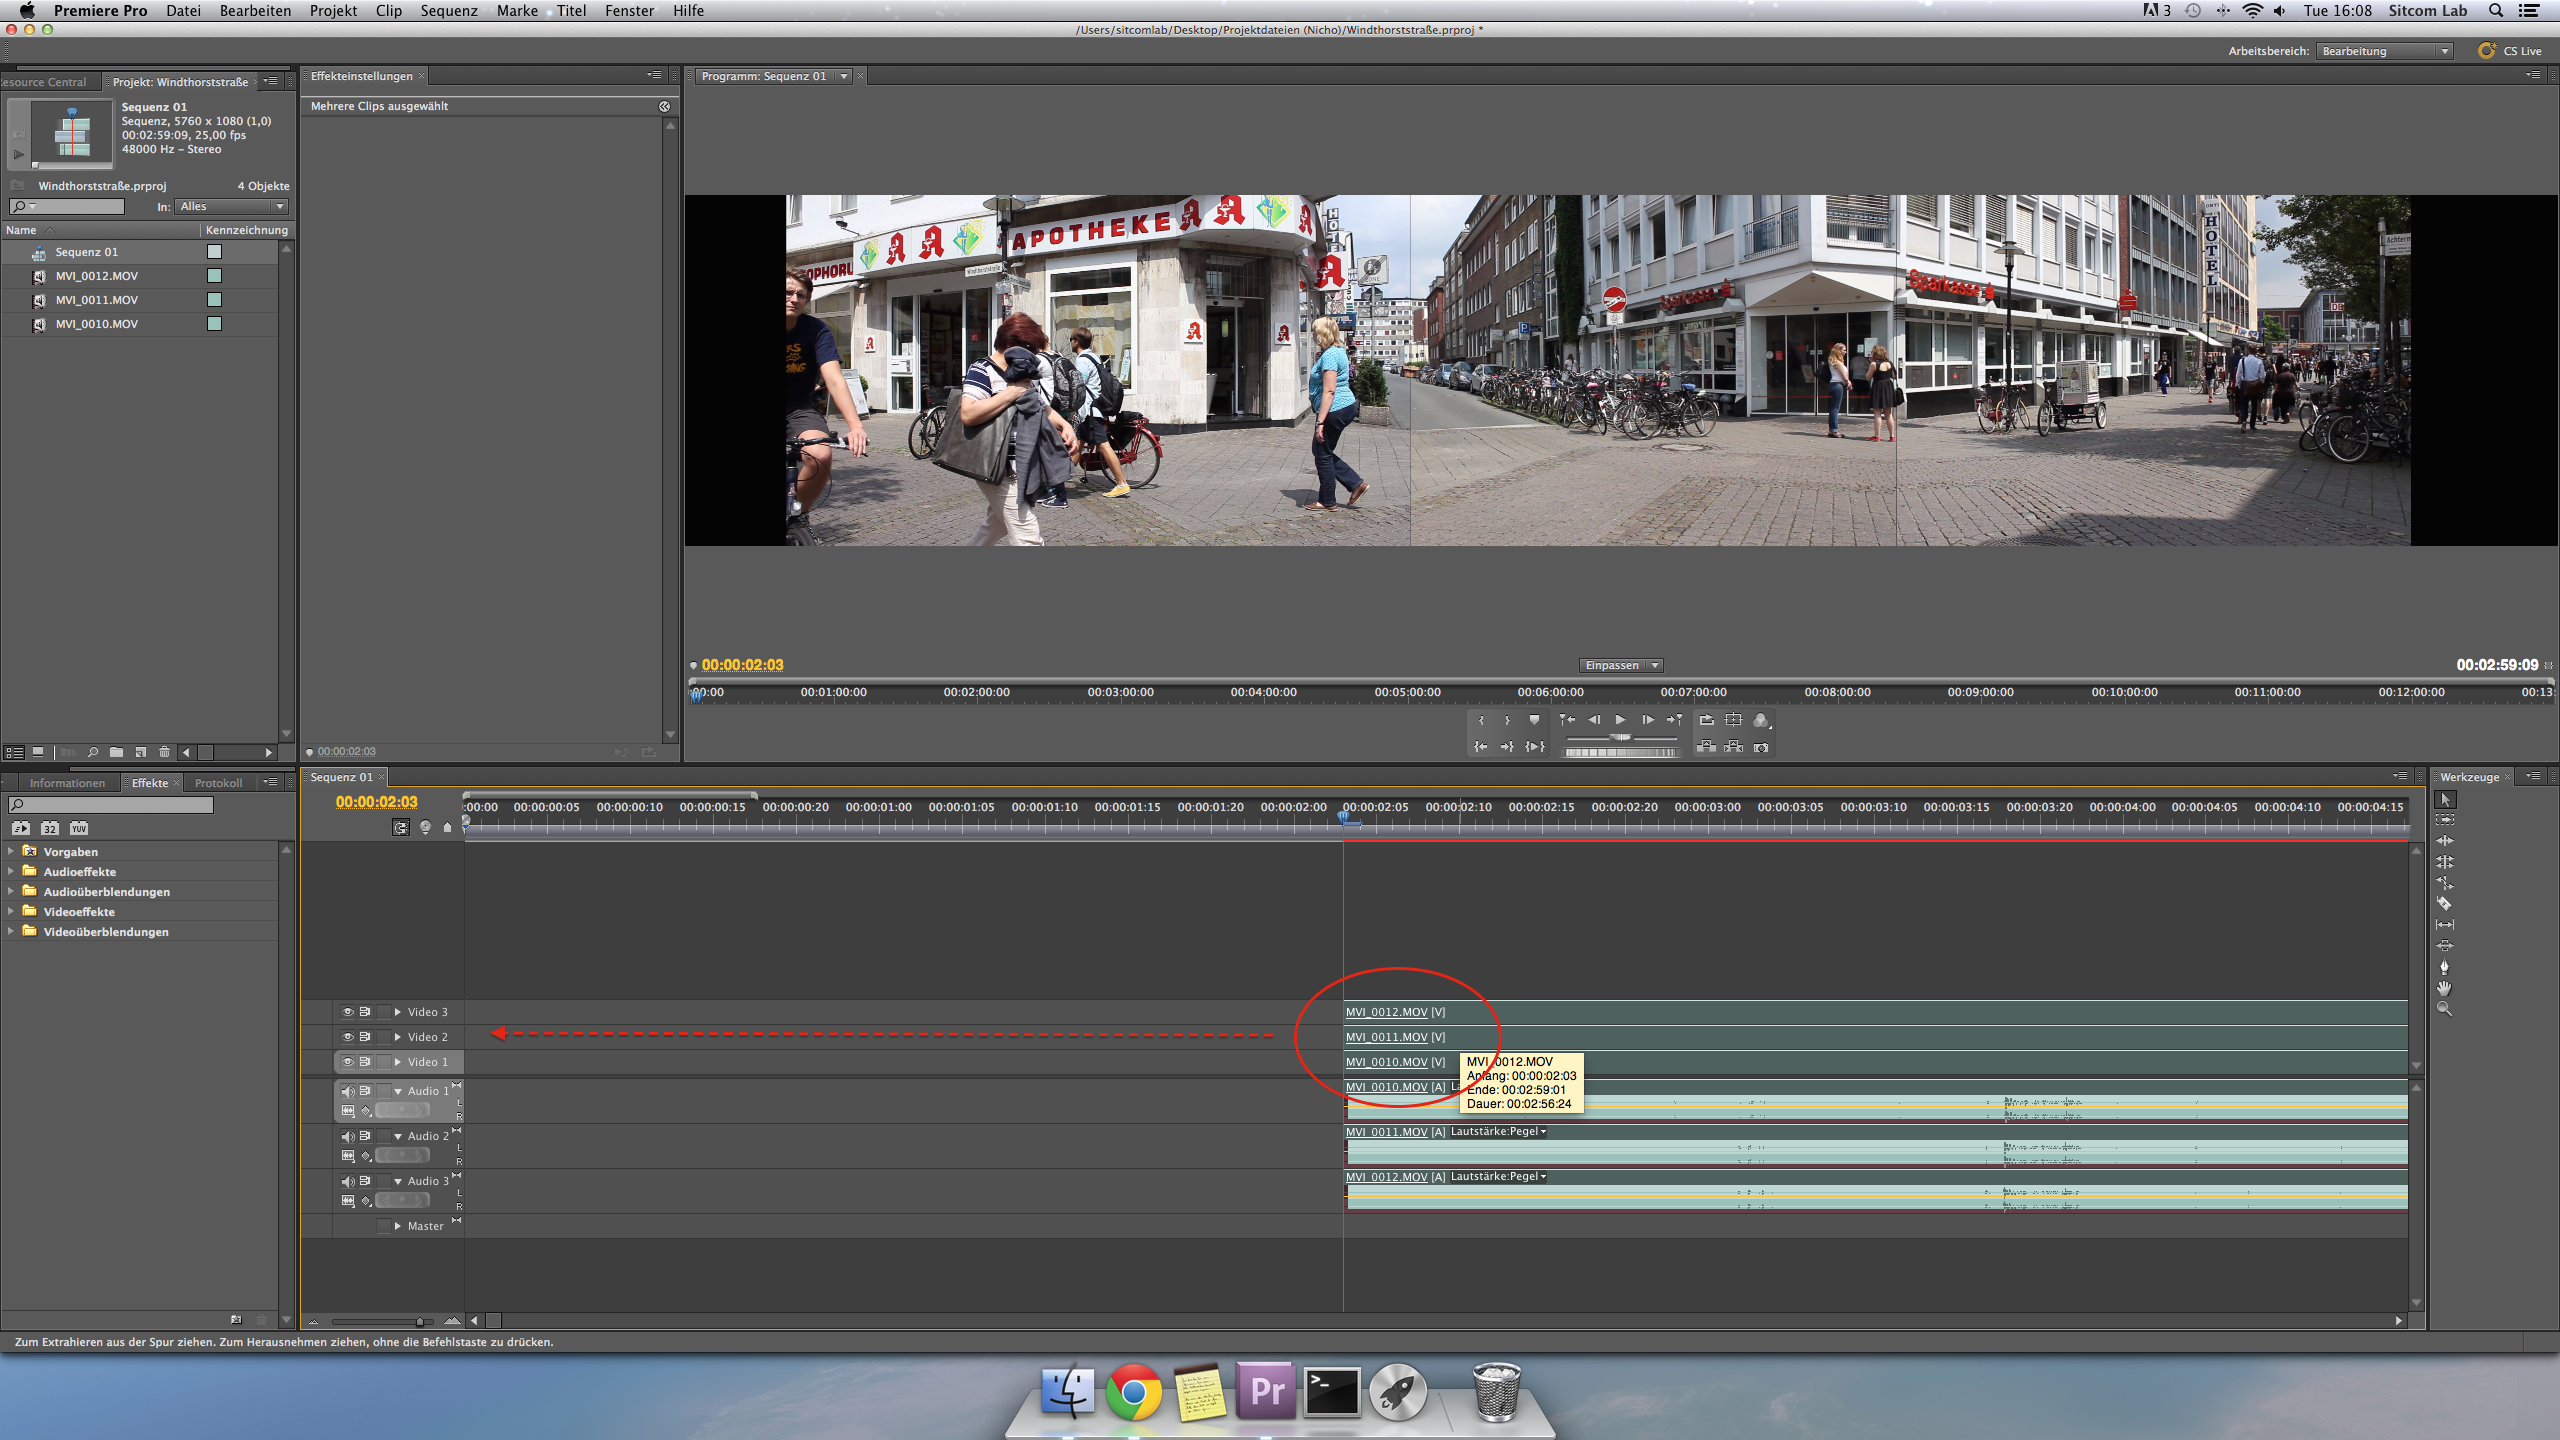 Premiere Pro Datei Bearbeiten Projekt Clip Sequenz Marke Titel Fenster Hilfe
3 Tue 16:08 Sitcom Lab
/Users/sitcomlab/Desktop/Projektdateien (Nicho)/Windthorststraße.prproj *
Arbeitsbereich: Bearbeitung CS Live
esource Central Projekt: Windthorststraße
Sequenz 01
Sequenz, 5760 x 1080 (1,0)
00:02:59:09, 25,00 fps
48000 Hz – Stereo
Windthorststraße.prproj 4 Objekte
In: Alles
Name Kennzeichnung
Sequenz 01
MVI_0012.MOV
MVI_0011.MOV
MVI_0010.MOV
Effekteinstellungen
Mehrere Clips ausgewählt
00:00:02:03
Programm: Sequenz 01
OPHORU
APOTHEKE
Windthorststraße
HO
ZONE
P
Sparkasse
Sparkasse
HOTEL
Achterm
00:00:02:03 Einpassen 00:02:59:09
00:00 00:01:00:00 00:02:00:00 00:03:00:00 00:04:00:00 00:05:00:00 00:06:00:00 00:07:00:00 00:08:00:00 00:09:00:00 00:10:00:00 00:11:00:00 00:12:00:00 00:13:
Informationen Effekte Protokoll
32 YUV
Vorgaben
Audioeffekte
Audioüberblendungen
Videoeffekte
Videoüberblendungen
Sequenz 01
00:00:02:03
:00:00 00:00:00:05 00:00:00:10 00:00:00:15 00:00:00:20 00:00:01:00 00:00:01:05 00:00:01:10 00:00:01:15 00:00:01:20 00:00:02:00 00:00:02:05 00:00:02:10 00:00:02:15 00:00:02:20 00:00:03:00 00:00:03:05 00:00:03:10 00:00:03:15 00:00:03:20 00:00:04:00 00:00:04:05 00:00:04:10 00:00:04:15
Video 3 MVI_0012.MOV [V]
Video 2 MVI_0011.MOV [V]
Video 1 MVI_0010.MOV [V]
MVI_0012.MOV
Anfang: 00:00:02:03
Ende: 00:02:59:01
Dauer: 00:02:56:24
Audio 1 L R MVI_0010.MOV [A] La
Audio 2 L R MVI_0011.MOV [A] Lautstärke:Pegel
Audio 3 L R MVI_0012.MOV [A] Lautstärke:Pegel
Master
Werkzeuge
Zum Extrahieren aus der Spur ziehen. Zum Herausnehmen ziehen, ohne die Befehlstaste zu drücken.
Pr